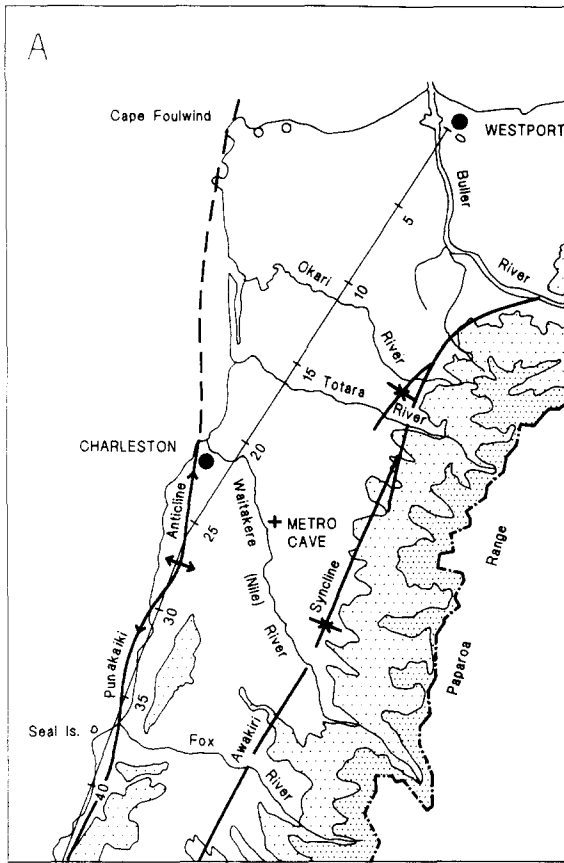 A
Cape Foulwind
WESTPORT
0
Buller
River
5
10
Okari
River
15
Totara
River
20
CHARLESTON
Waitakere
(Nile)
River
METRO
CAVE
25
Anticline
Punakaiki
Syncline
Awakiri
Range
Paparoa
30
35
Seal Is.
Fox
River
40